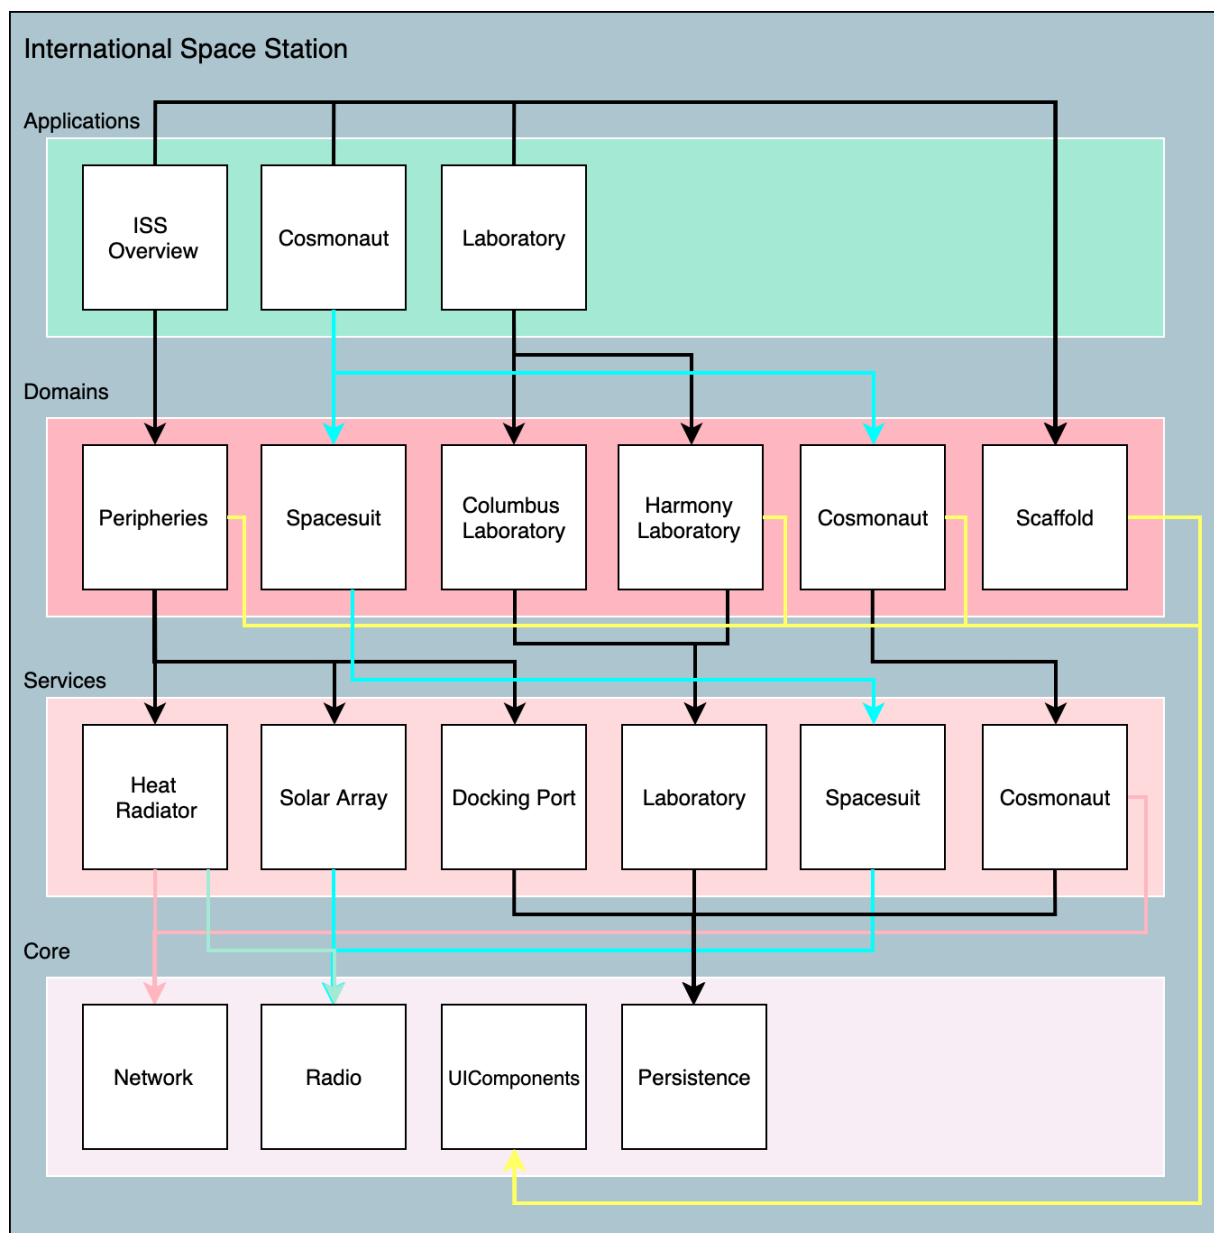 International Space Station
Applications
ISS
Overview
Cosmonaut
Laboratory
Domains
Peripheries
Spacesuit
Columbus
Laboratory
Harmony
Laboratory
Cosmonaut
Scaffold
Services
Heat
Radiator
Solar Array
Docking Port
Laboratory
Spacesuit
Cosmonaut
Core
Network
Radio
UIComponents
Persistence